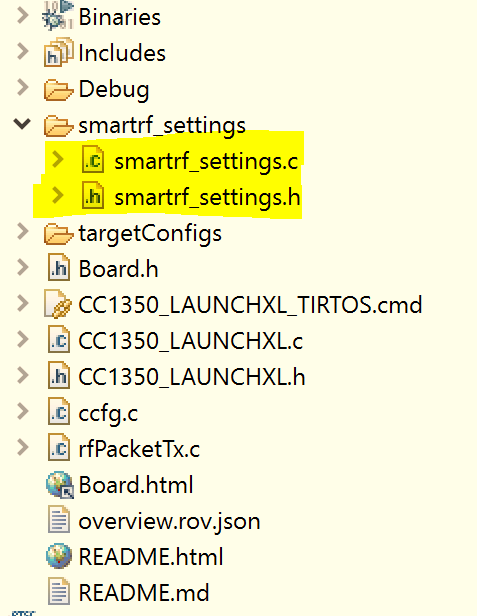 Binaries
Includes
Debug
smartrf_settings
smartrf_settings.c
smartrf_settings.h
targetConfigs
Board.h
CC1350_LAUNCHXL_TIRTOS.cmd
CC1350_LAUNCHXL.c
CC1350_LAUNCHXL.h
ccfg.c
rfPacketTx.c
Board.html
overview.rov.json
README.html
README.md